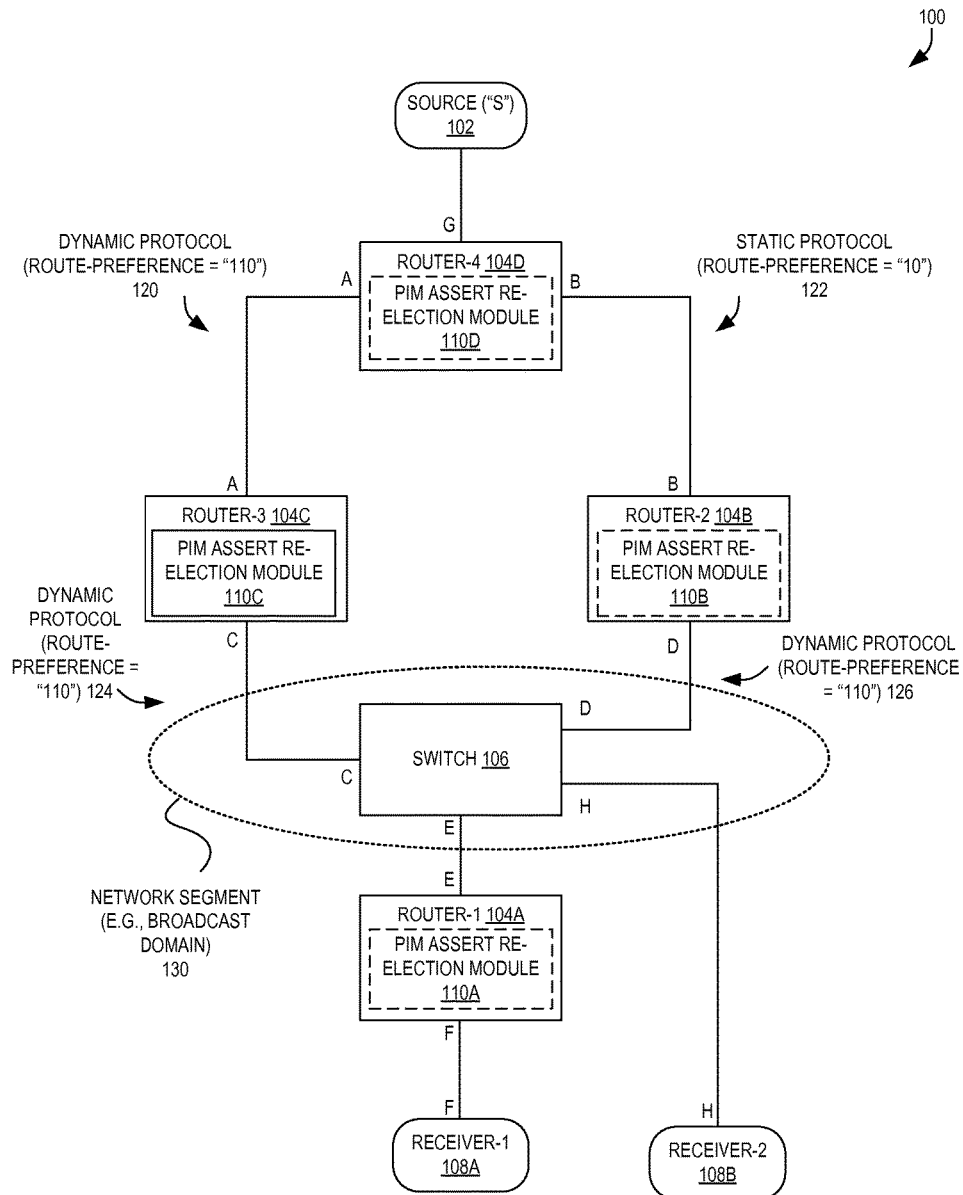 100
SOURCE ("S")
102
G
DYNAMIC PROTOCOL
(ROUTE-PREFERENCE = "110")
120
STATIC PROTOCOL
(ROUTE-PREFERENCE = "10")
122
A
ROUTER-4 104D
PIM ASSERT RE-
ELECTION MODULE
110D
B
A
ROUTER-3 104C
PIM ASSERT RE-
ELECTION MODULE
110C
C
B
ROUTER-2 104B
PIM ASSERT RE-
ELECTION MODULE
110B
D
DYNAMIC
PROTOCOL
(ROUTE-
PREFERENCE =
"110") 124
DYNAMIC PROTOCOL
(ROUTE-PREFERENCE
= "110") 126
D
SWITCH 106
C
H
E
NETWORK SEGMENT
(E.G., BROADCAST
DOMAIN)
130
E
ROUTER-1 104A
PIM ASSERT RE-
ELECTION MODULE
110A
F
F
RECEIVER-1
108A
H
RECEIVER-2
108B